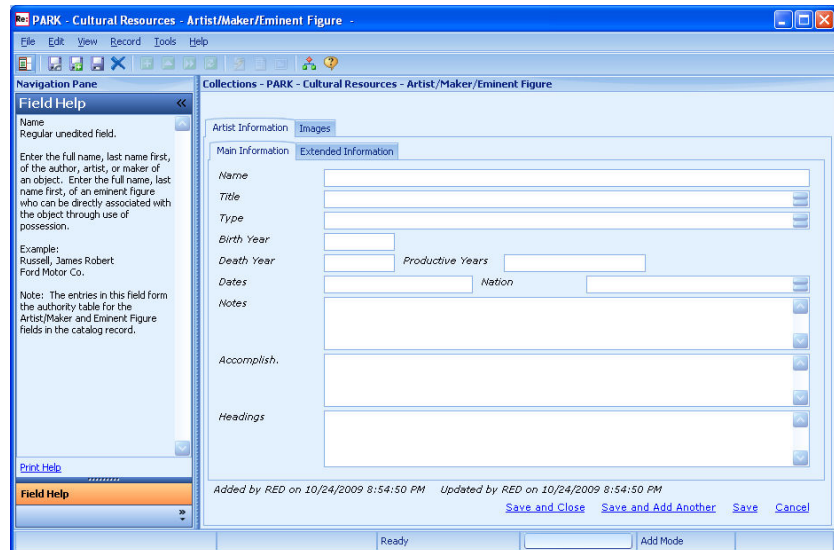 Re: PARK - Cultural Resources - Artist/Maker/Eminent Figure -
File Edit View Record Tools Help
Navigation Pane
Collections - PARK - Cultural Resources - Artist/Maker/Eminent Figure
Field Help «
Name
Regular unedited field.
Enter the full name, last name first,
of the author, artist, or maker of
an object. Enter the full name, last
name first, of an eminent figure
who can be directly associated with
the object through use of
possession.
Example:
Russell, James Robert
Ford Motor Co.
Note: The entries in this field form
the authority table for the
Artist/Maker and Eminent Figure
fields in the catalog record.
Print Help
Field Help
Artist Information Images
Main Information Extended Information
Name
Title
Type
Birth Year
Death Year Productive Years
Dates Nation
Notes
Accomplish.
Headings
Added by RED on 10/24/2009 8:54:50 PM Updated by RED on 10/24/2009 8:54:50 PM
Save and Close Save and Add Another Save Cancel
Ready Add Mode